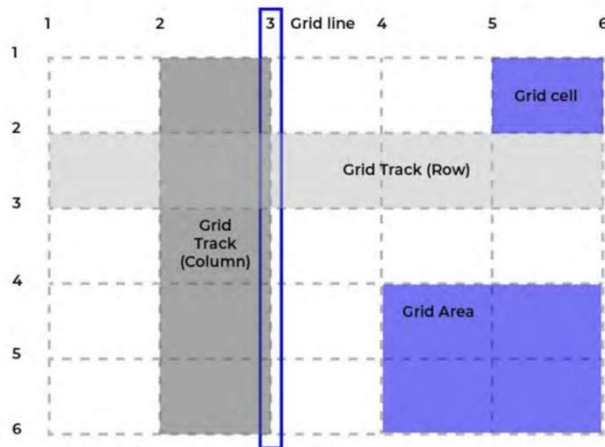 1 2 3 Grid line 4 5 6
1
Grid cell
2
Grid Track (Row)
3
Grid
Track
(Column)
4
Grid Area
5
6